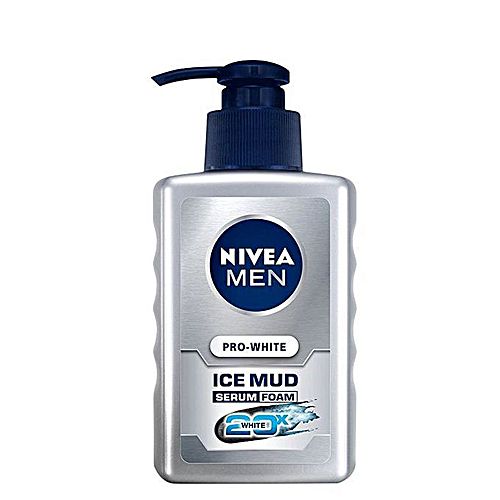 NIVEA
MEN
PRO-WHITE
ICE MUD
SERUM FOAM
20X
WHITE